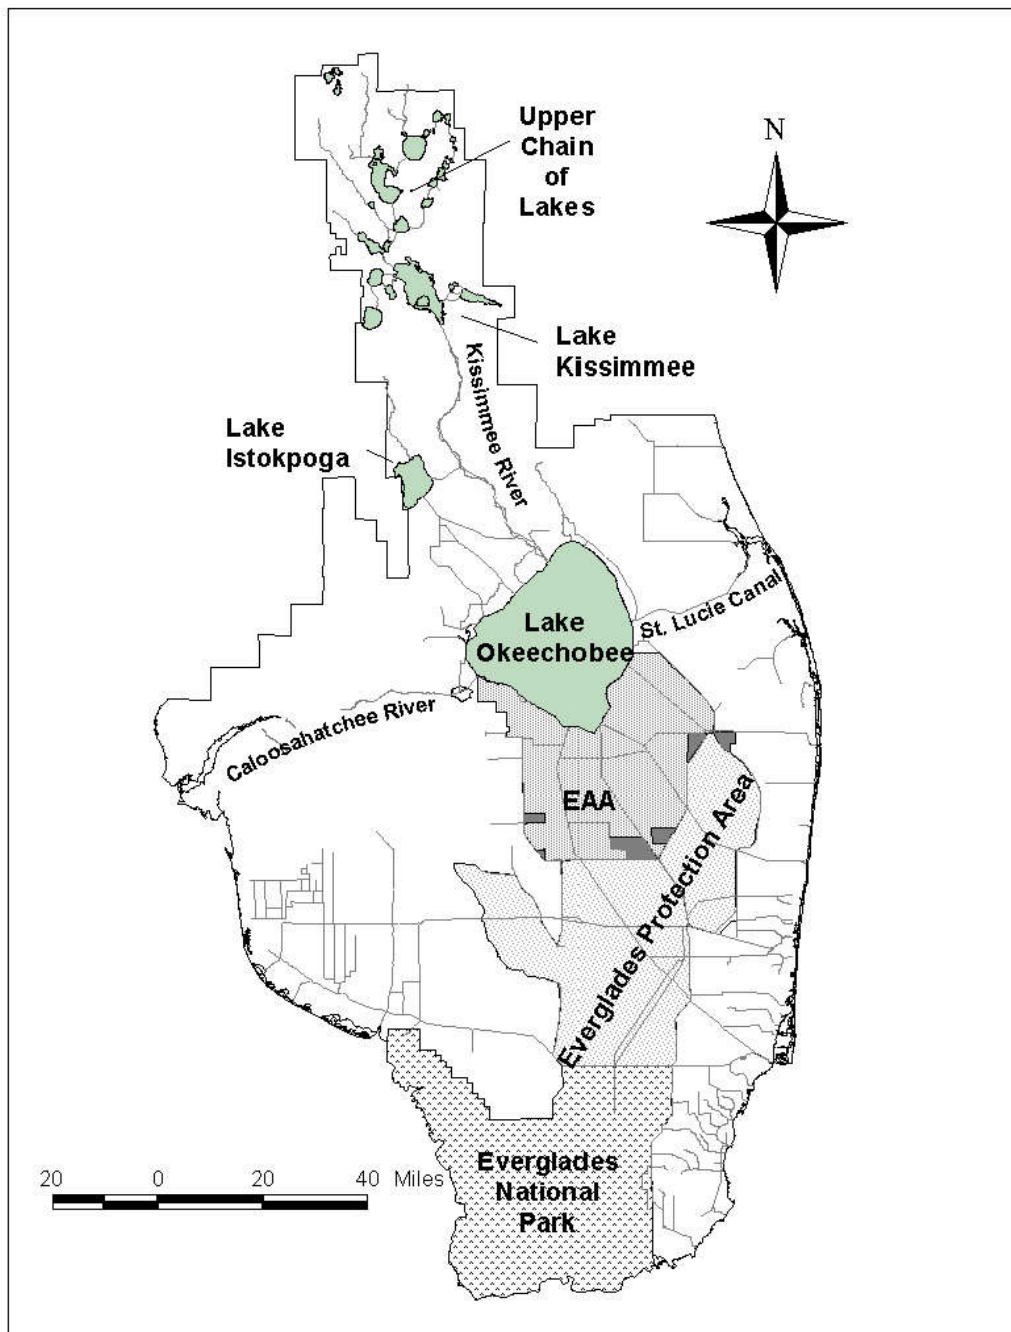 Upper
Chain
of
Lakes
N
Lake
Kissimmee
Kissimmee River
Lake
Istokpoga
Lake
Okeechobee
St. Lucie Canal
Caloosahatchee River
EAA
Everglades Protection Area
Everglades
National
Park
20 0 20 40 Miles